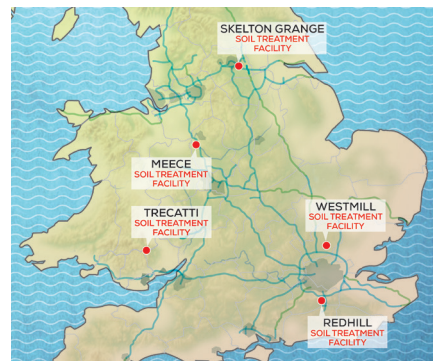 SKELTON GRANGE
SOIL TREATMENT
FACILITY
MEECE
SOIL TREATMENT
FACILITY
TRECATTI
SOIL TREATMENT
FACILITY
WESTMILL
SOIL TREATMENT
FACILITY
REDHILL
SOIL TREATMENT
FACILITY